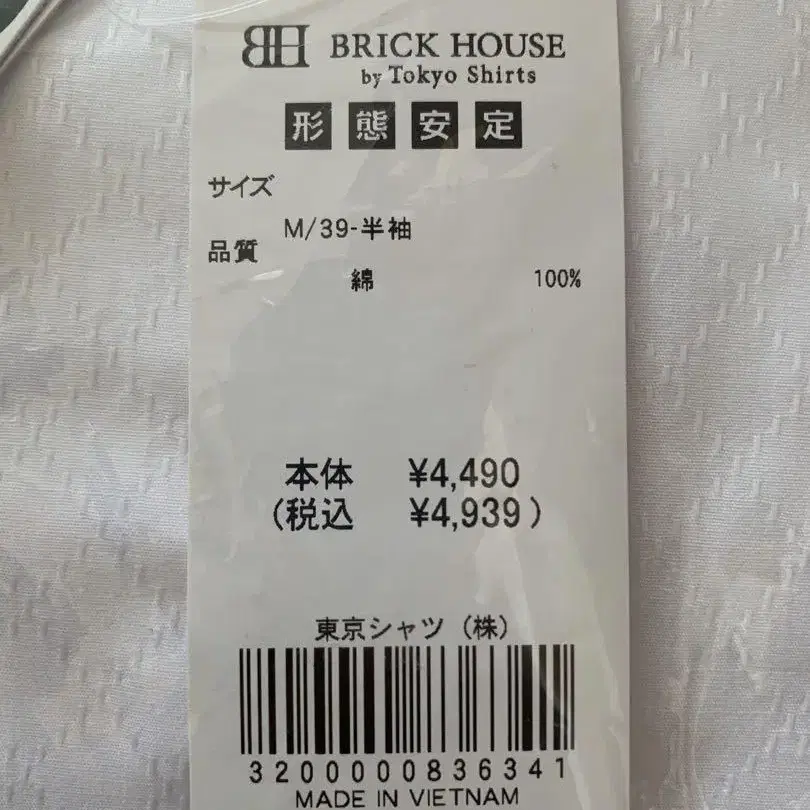 BH BRICK HOUSE
by Tokyo Shirts
形態安定
サイズ
M/39-半袖
品質
綿 100%
本体 ¥4,490
(税込 ¥4,939)
東京シャツ(株)
3200000836341
MADE IN VIETNAM